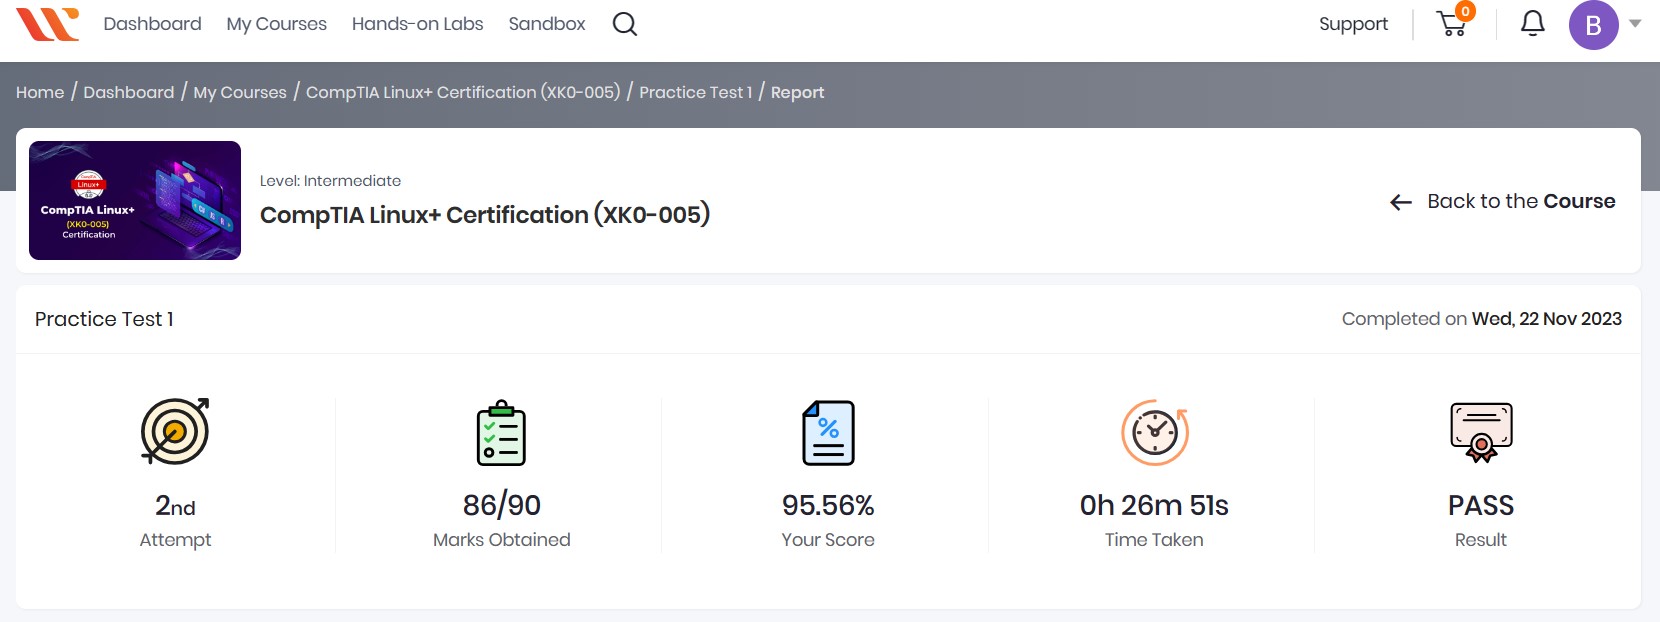 Dashboard My Courses Hands-on Labs Sandbox Support 0 B
Home / Dashboard / My Courses / CompTIA Linux+ Certification (XK0-005) / Practice Test 1 / Report
CompTIA
Linux+
CompTIA Linux+
(XK0-005)
Certification
Level: Intermediate
CompTIA Linux+ Certification (XK0-005)
Back to the Course
Practice Test 1
Completed on Wed, 22 Nov 2023
2nd
Attempt
86/90
Marks Obtained
95.56%
Your Score
0h 26m 51s
Time Taken
PASS
Result